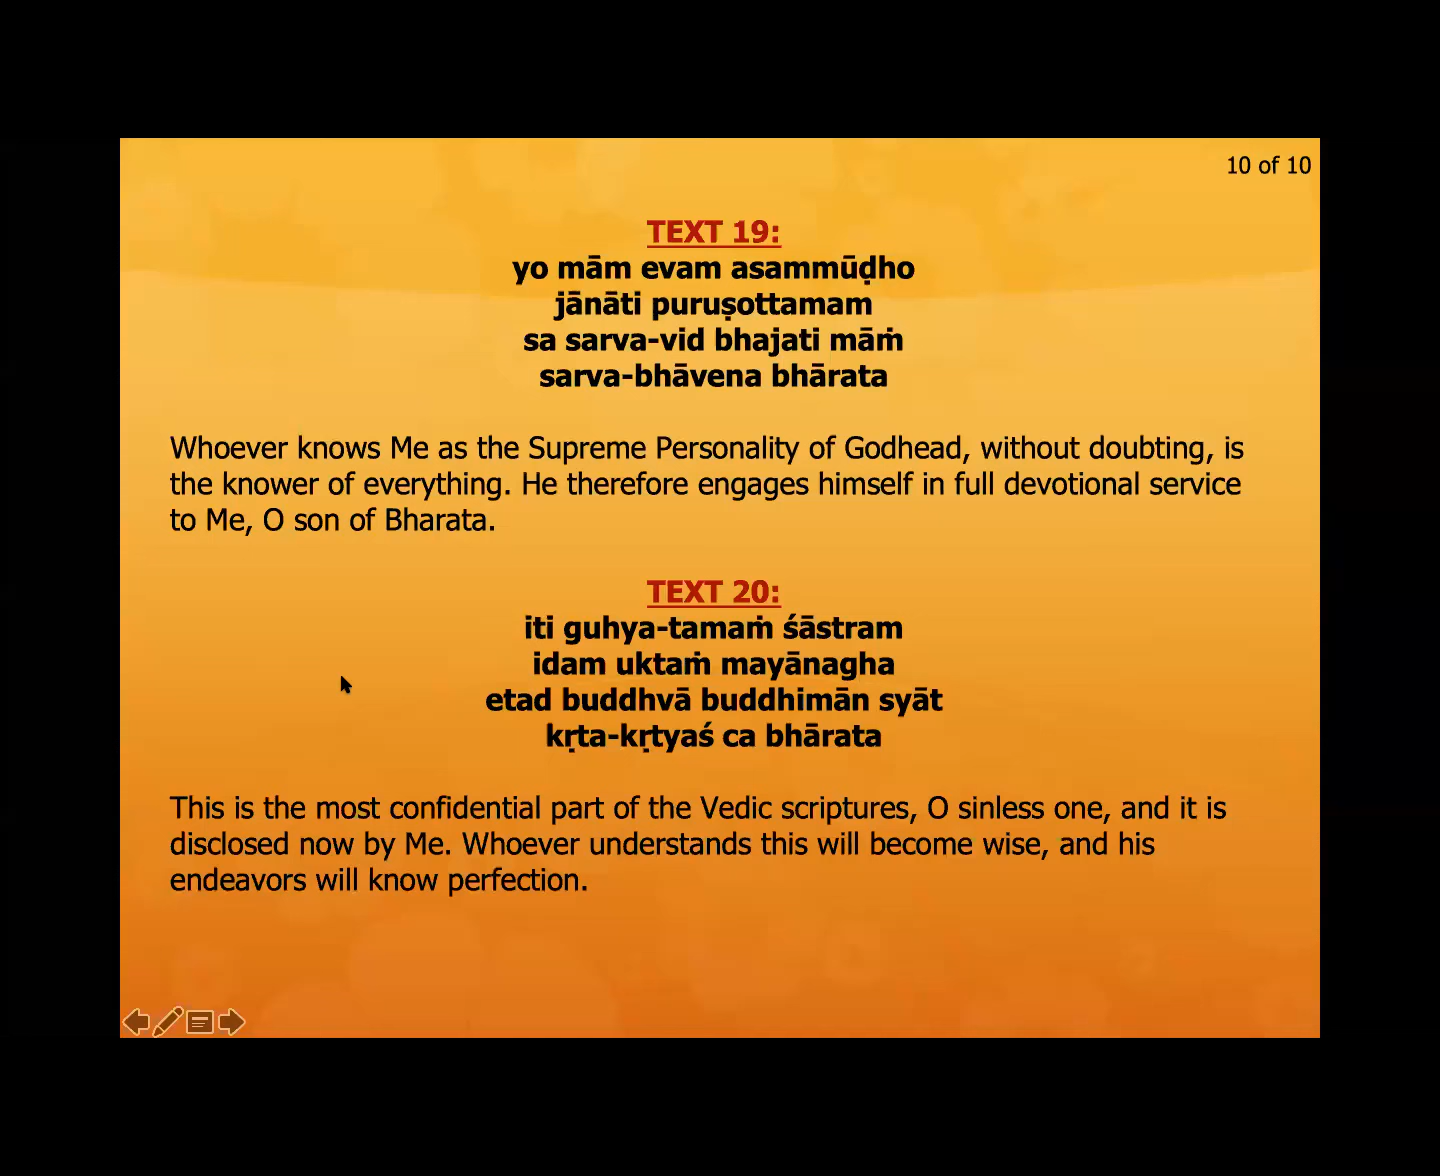 10 of 10
TEXT 19:
yo mām evam asammūḍho
jānāti puruṣottamam
sa sarva-vid bhajati māṁ
sarva-bhāvena bhārata
Whoever knows Me as the Supreme Personality of Godhead, without doubting, is
the knower of everything. He therefore engages himself in full devotional service
to Me, O son of Bharata.
TEXT 20:
iti guhya-tamaṁ śāstram
idam uktaṁ mayānagha
etad buddhvā buddhimān syāt
kṛta-kṛtyaś ca bhārata
This is the most confidential part of the Vedic scriptures, O sinless one, and it is
disclosed now by Me. Whoever understands this will become wise, and his
endeavors will know perfection.